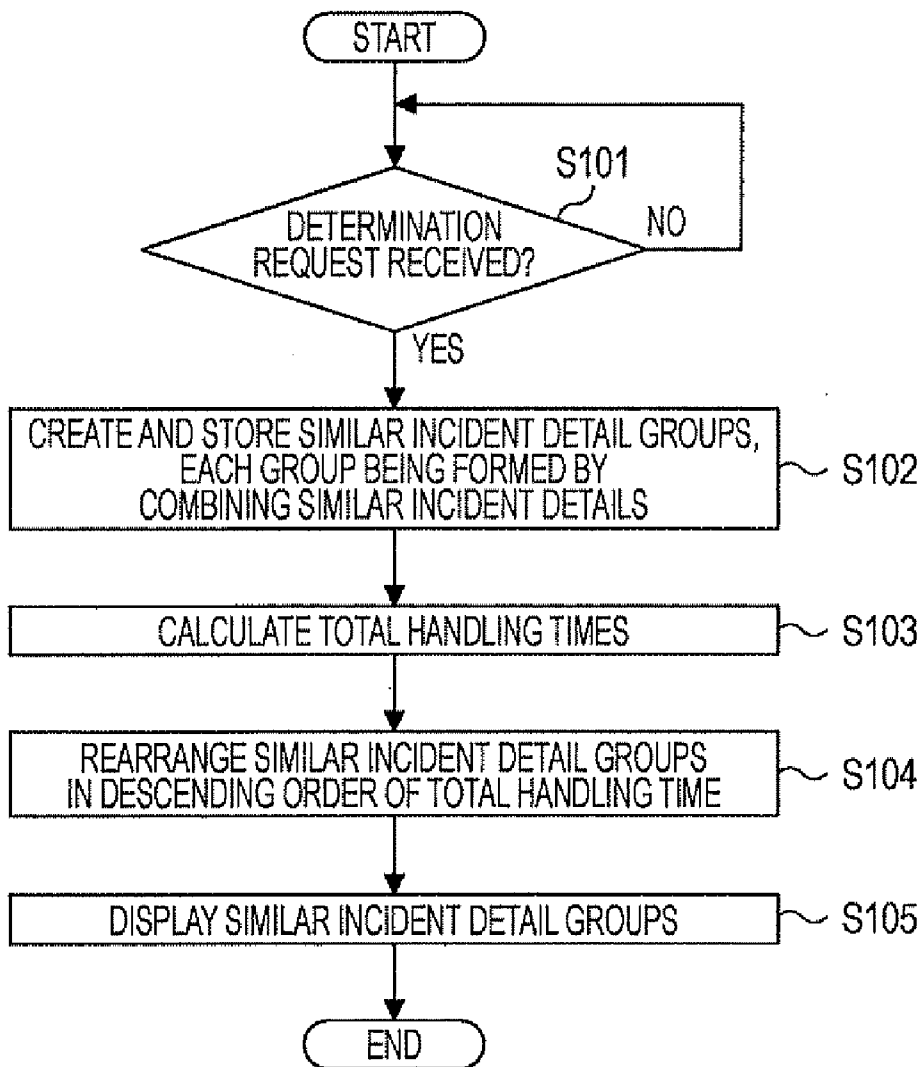 START
S101
DETERMINATION
REQUEST RECEIVED?
NO
YES
CREATE AND STORE SIMILAR INCIDENT DETAIL GROUPS,
EACH GROUP BEING FORMED BY
COMBINING SIMILAR INCIDENT DETAILS
S102
CALCULATE TOTAL HANDLING TIMES
S103
REARRANGE SIMILAR INCIDENT DETAIL GROUPS
IN DESCENDING ORDER OF TOTAL HANDLING TIME
S104
DISPLAY SIMILAR INCIDENT DETAIL GROUPS
S105
END